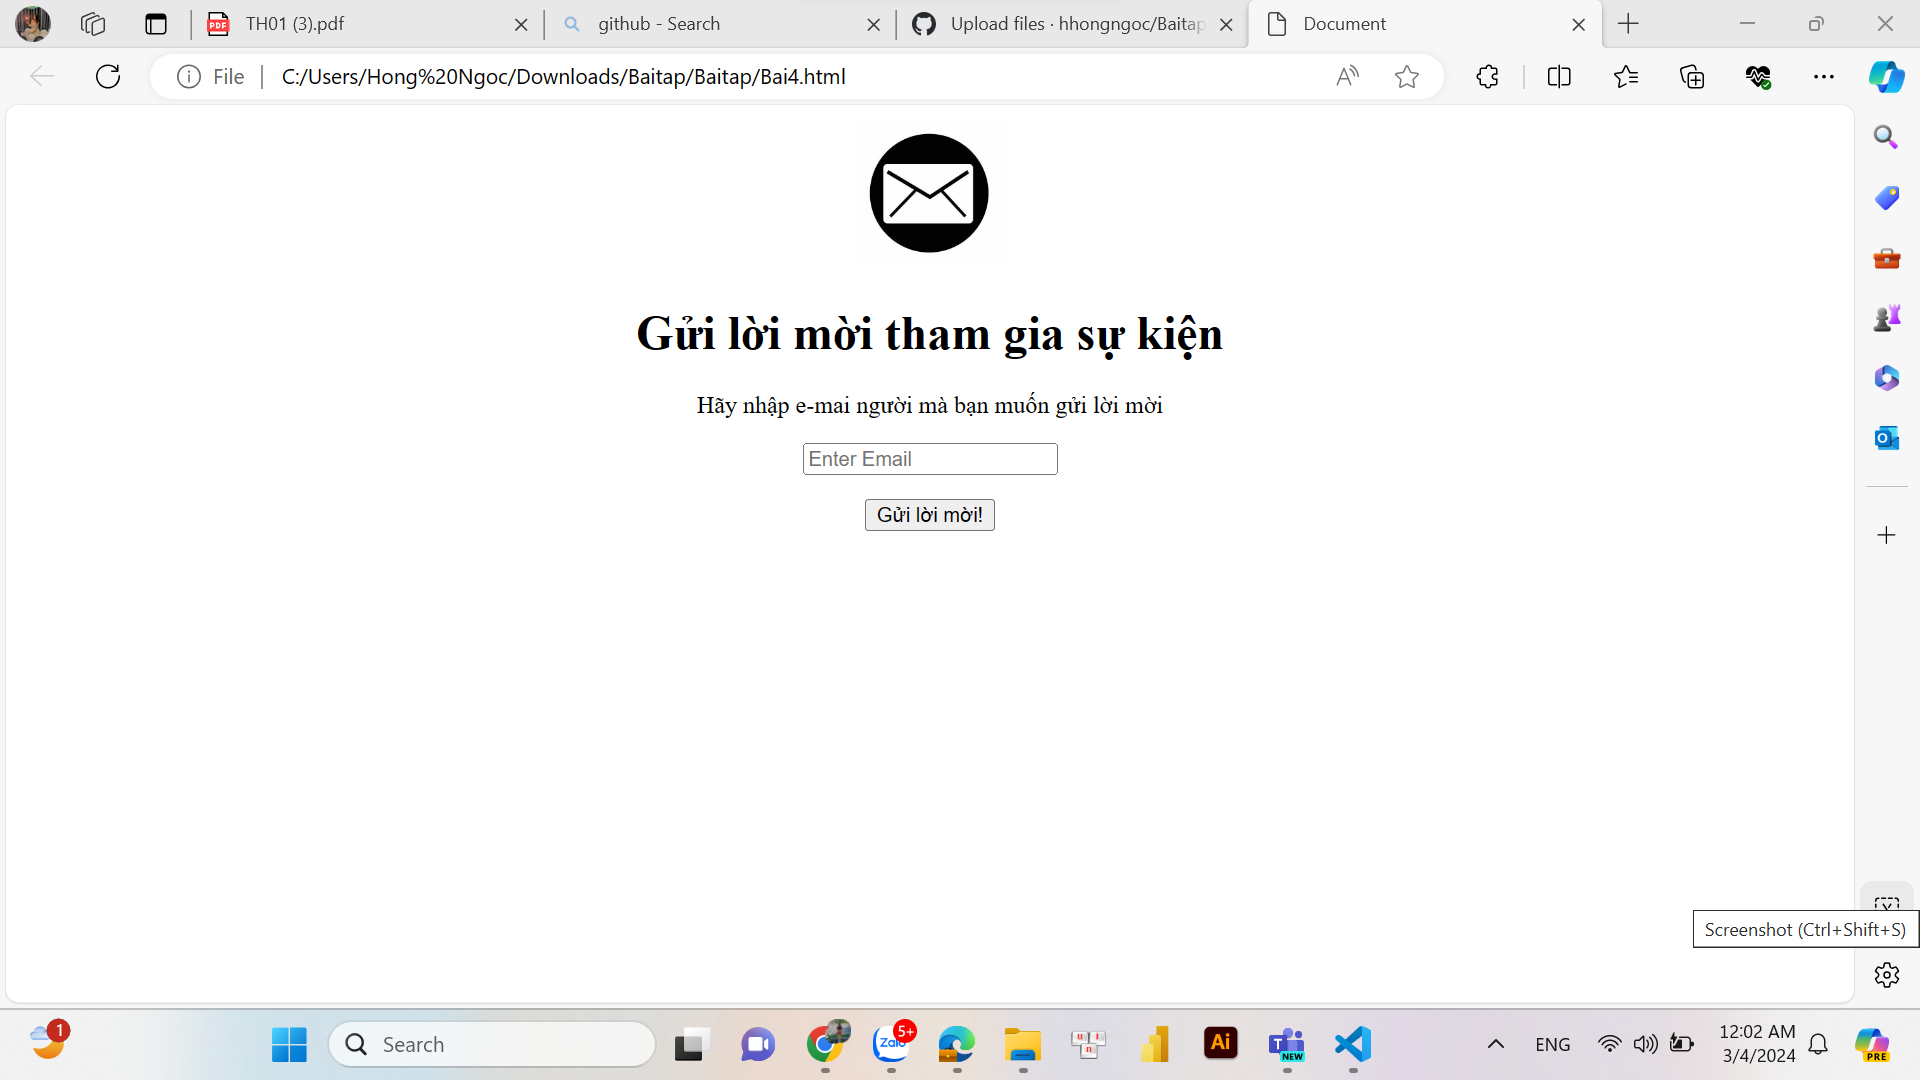 TH01 (3).pdf
github - Search
Upload files · hhongngoc/Baitap
Document
File
C:/Users/Hong%20Ngoc/Downloads/Baitap/Baitap/Bai4.html
Gửi lời mời tham gia sự kiện
Hãy nhập e-mai người mà bạn muốn gửi lời mời
Enter Email
Gửi lời mời!
Screenshot (Ctrl+Shift+S)
1
Search
5+
Zalo
Ai
NEW
ENG
12:02 AM
3/4/2024
PRE